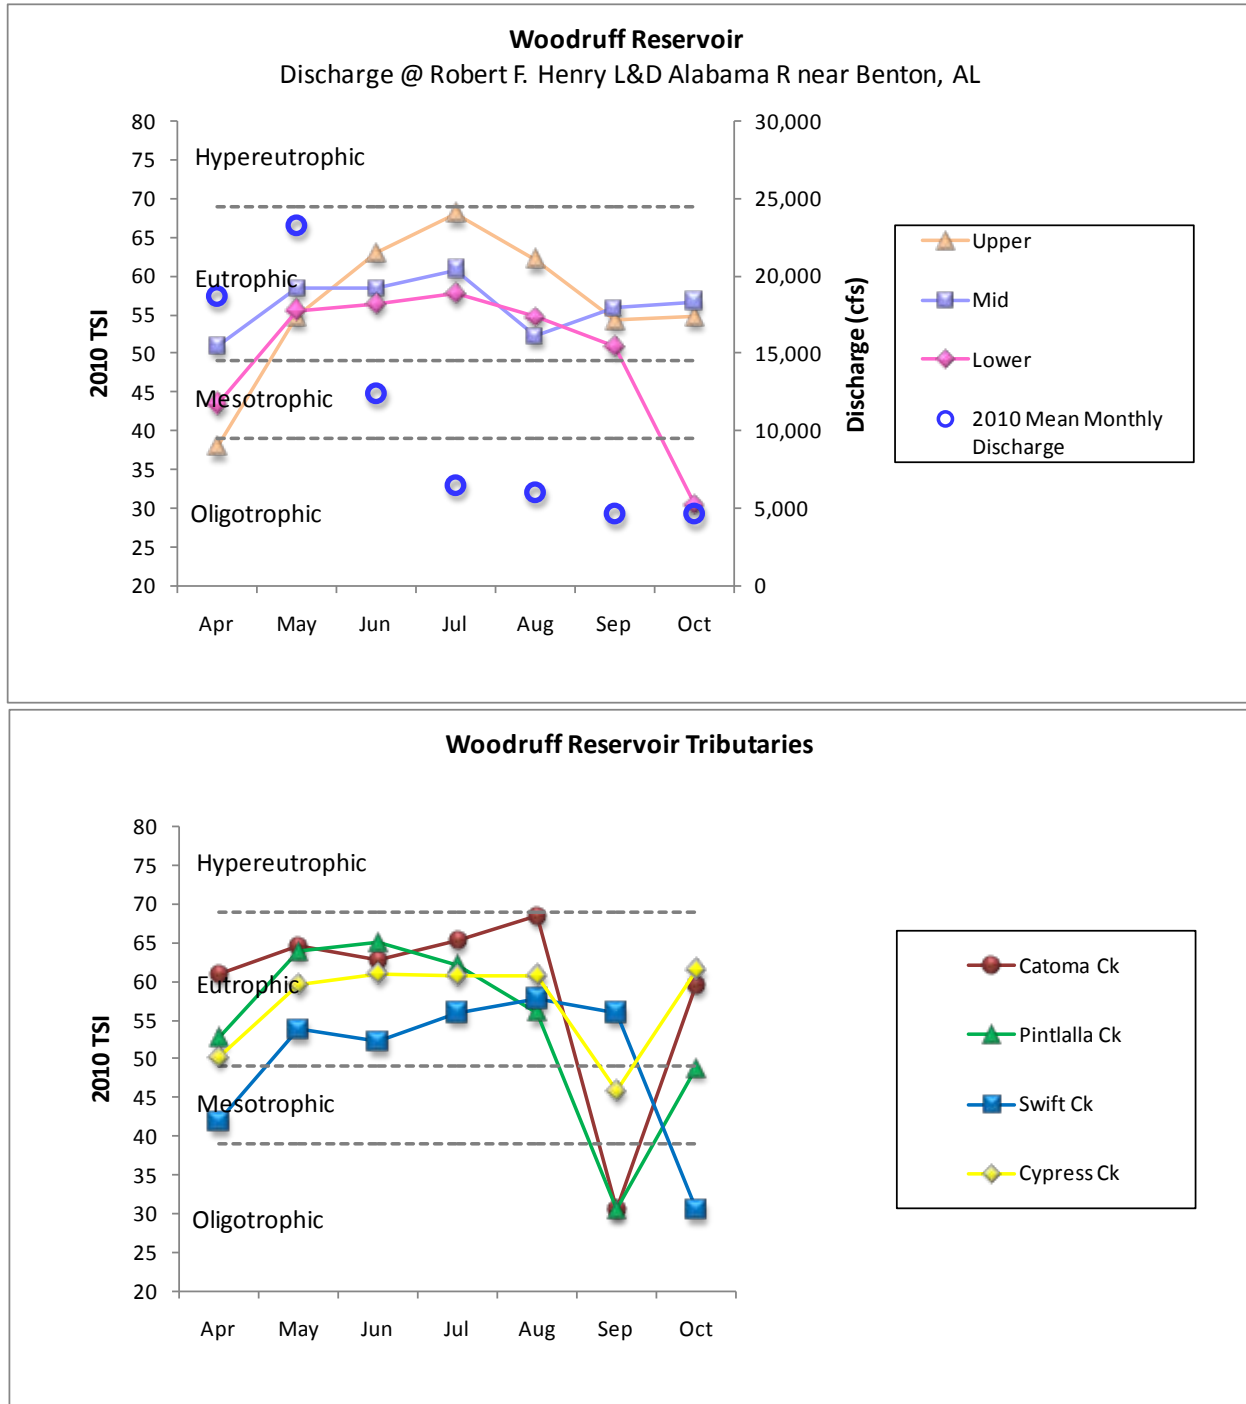 Woodruff Reservoir
Discharge @ Robert F. Henry L&D Alabama R near Benton, AL
80
75
70
65
60
55
50
45
40
35
30
25
20
2010 TSI
Hypereutrophic
Eutrophic
Mesotrophic
Oligotrophic
30,000
25,000
20,000
15,000
10,000
5,000
0
Discharge (cfs)
Apr May Jun Jul Aug Sep Oct
Upper
Mid
Lower
2010 Mean Monthly
Discharge
Woodruff Reservoir Tributaries
80
75
70
65
60
55
50
45
40
35
30
25
20
2010 TSI
Hypereutrophic
Eutrophic
Mesotrophic
Oligotrophic
Apr May Jun Jul Aug Sep Oct
Catoma Ck
Pintlalla Ck
Swift Ck
Cypress Ck